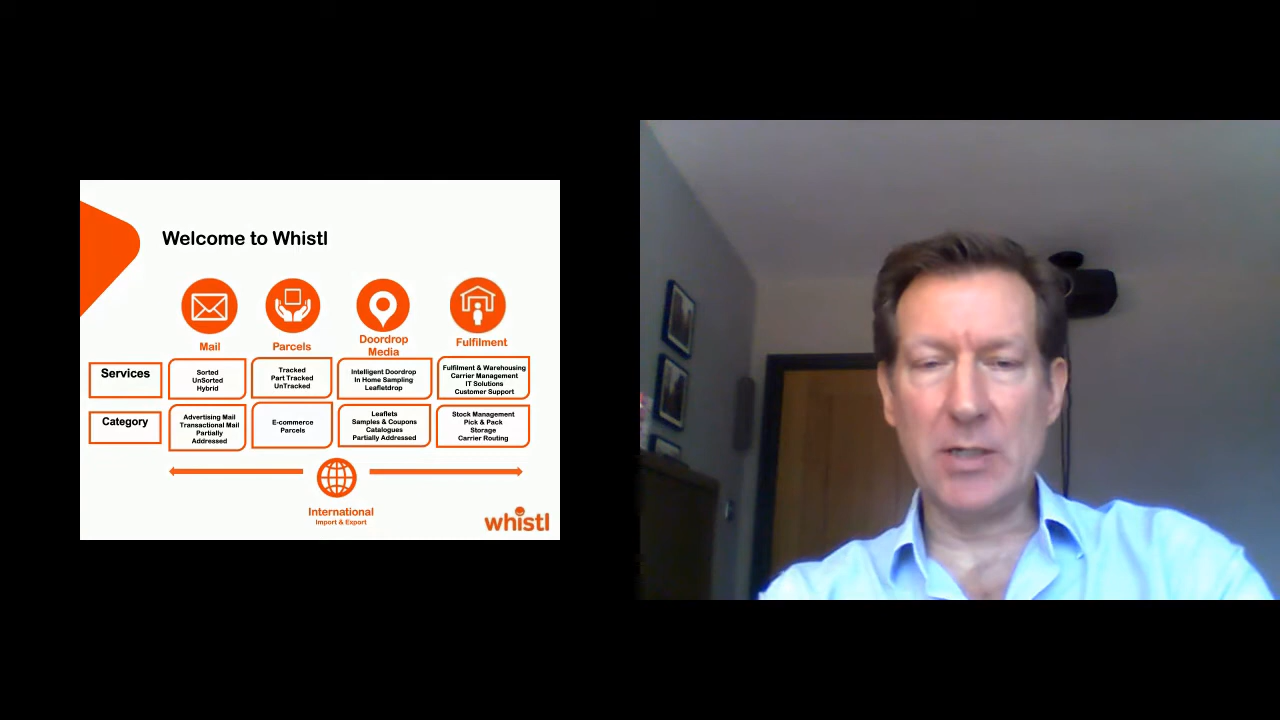 Welcome to Whistl
Mail
Parcels
Doordrop
Media
Fulfilment
Services
Sorted
UnSorted
Hybrid
Tracked
Part Tracked
UnTracked
Intelligent Doordrop
In Home Sampling
Leafletdrop
Fulfilment & Warehousing
Carrier Management
IT Solutions
Customer Support
Category
Advertising Mail
Transactional Mail
Partially
Addressed
E-commerce
Parcels
Leaflets
Samples & Coupons
Catalogues
Partially Addressed
Stock Management
Pick & Pack
Storage
Carrier Routing
International
Import & Export
whistl